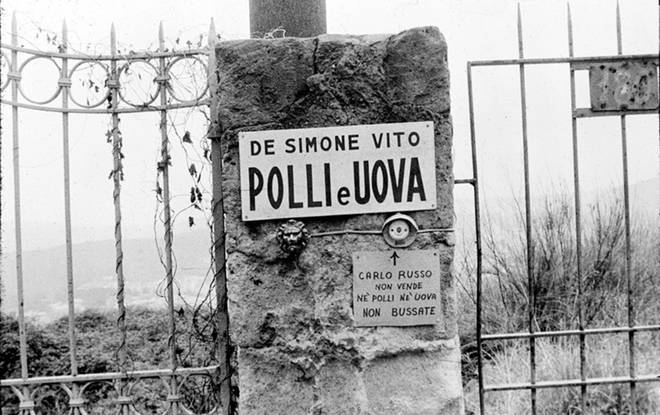 DE SIMONE VITO
POLLI e UOVA
CARLO RUSSO
NON VENDE
NÈ POLLI NÈ UOVA
NON BUSSATE